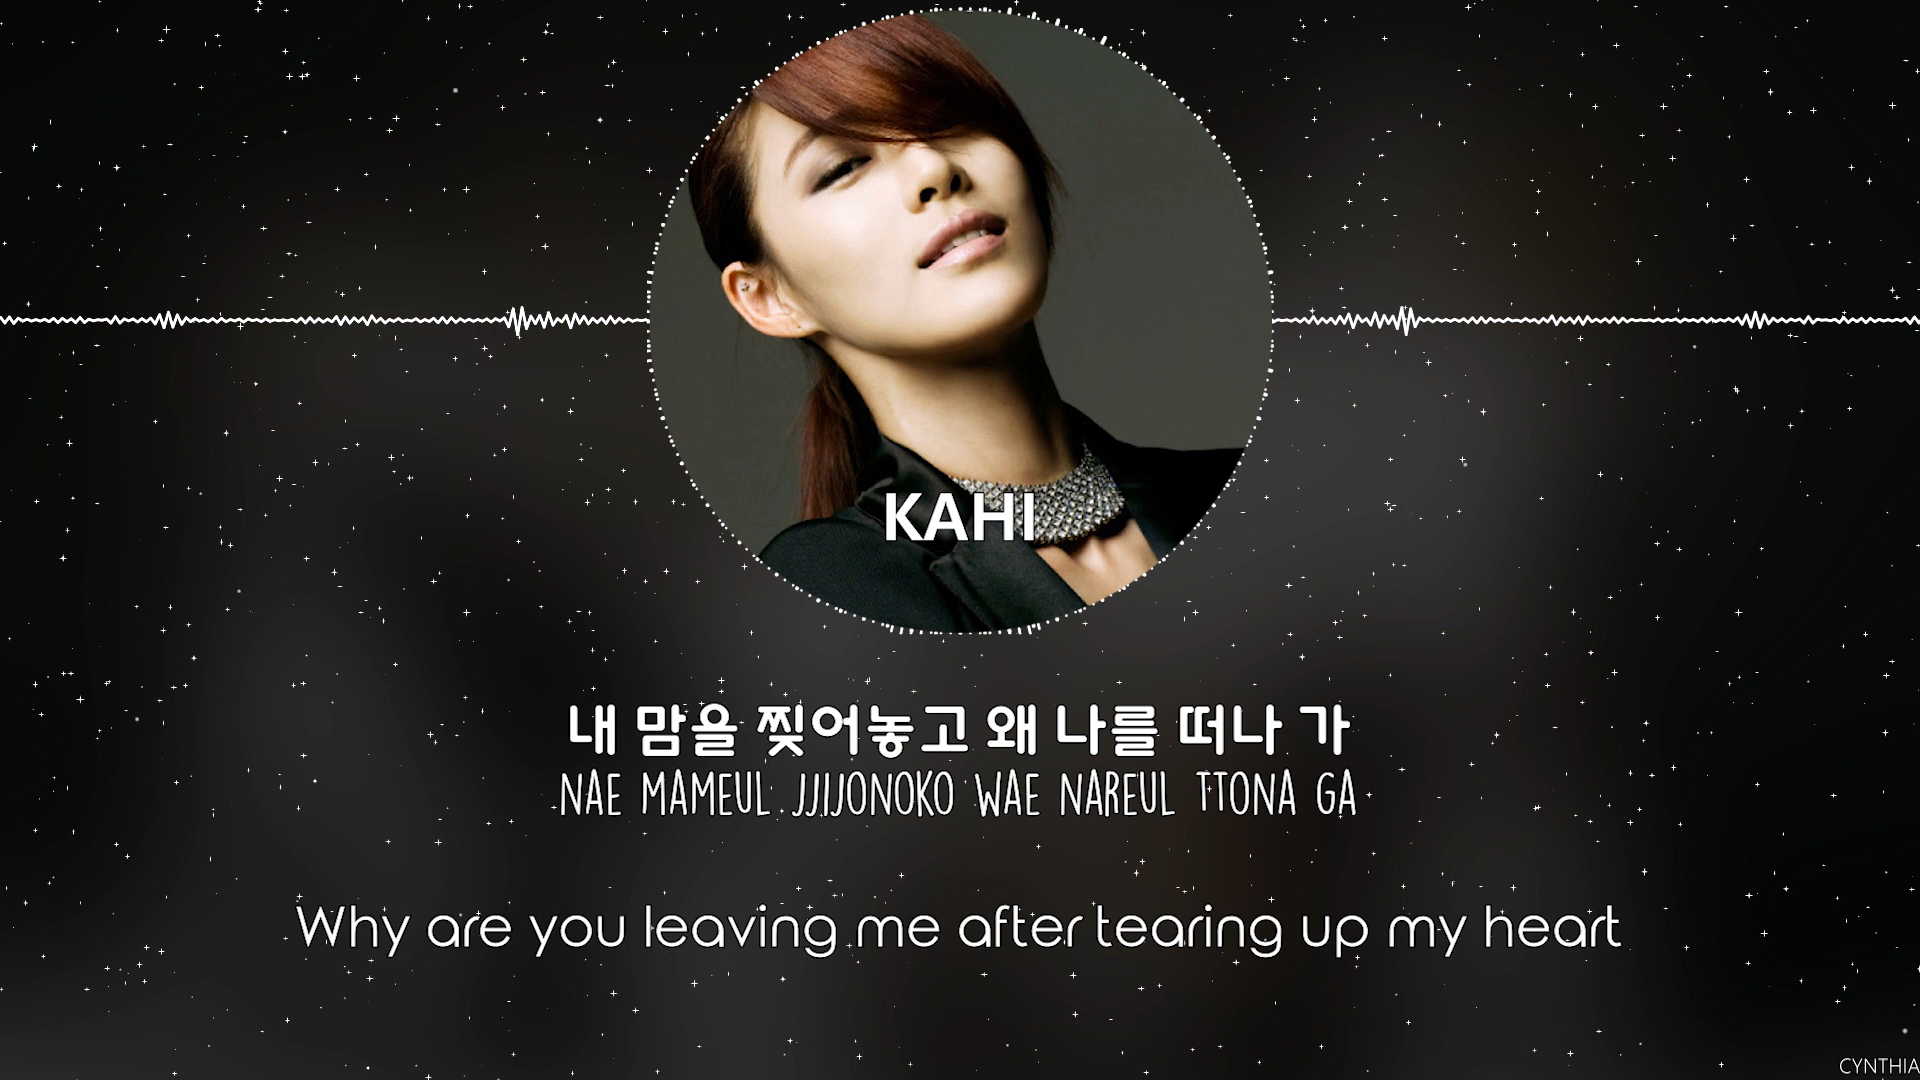 KAHI
내 맘을 찢어놓고 왜 나를 떠나 가
NAE MAMEUL JJIJONOKO WAE NAREUL TTONA GA
Why are you leaving me after tearing up my heart
CYNTHIA